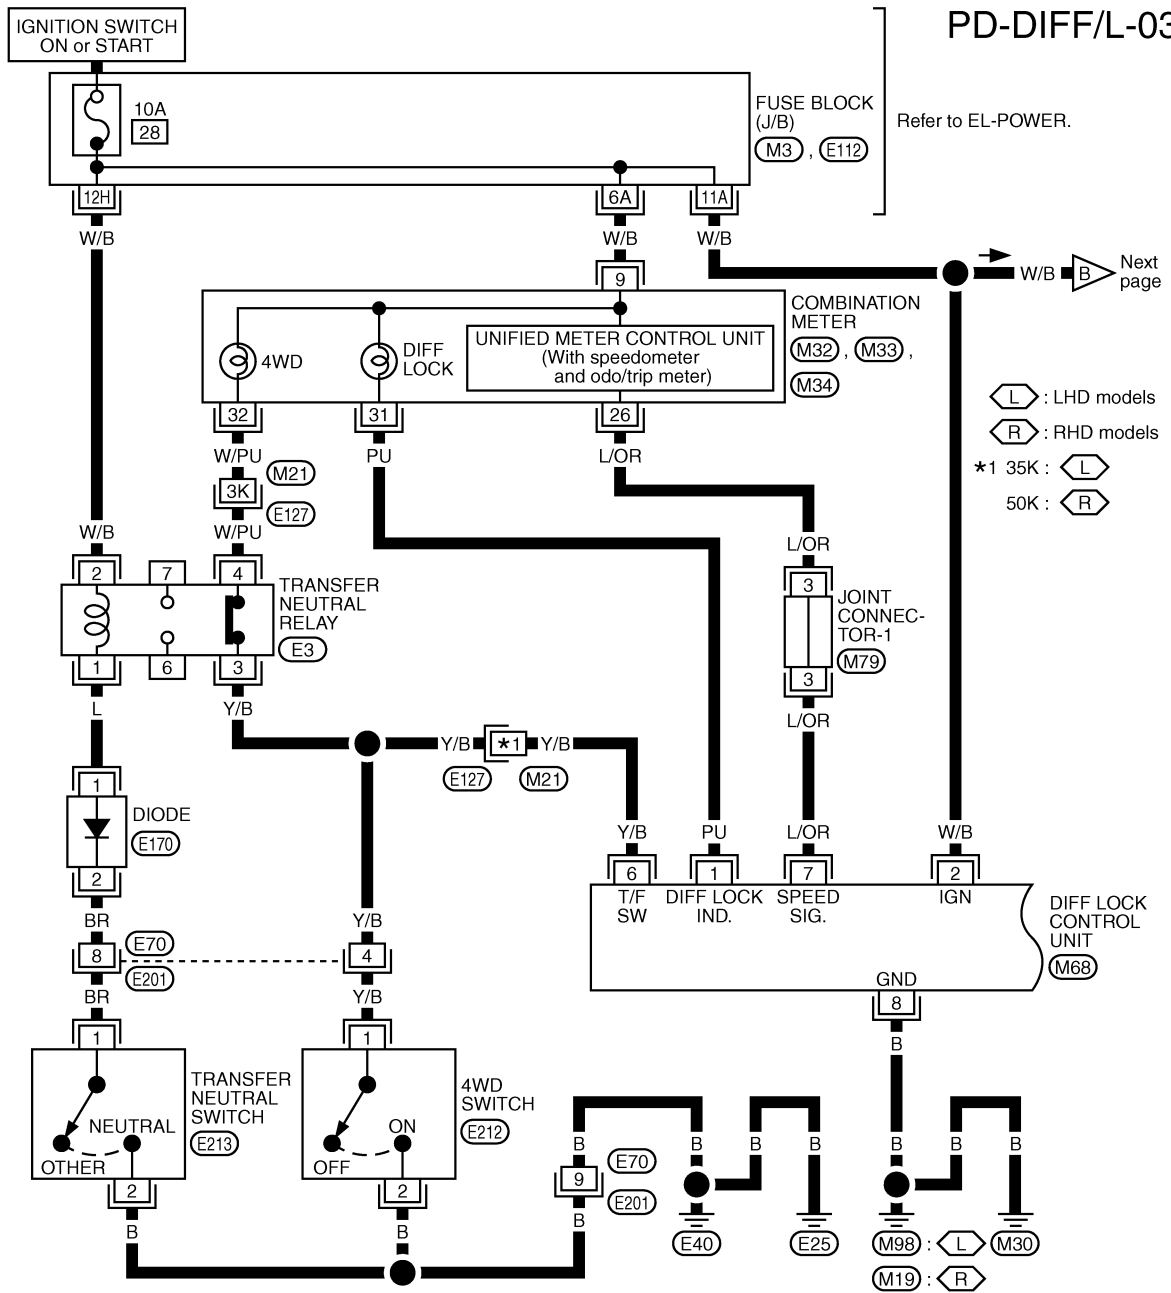 PD-DIFF/L-03
IGNITION SWITCH
ON or START
10A
28
FUSE BLOCK
(J/B)
M3 , E112
Refer to EL-POWER.
12H 6A 11A
W/B W/B W/B
9
W/B B Next
page
COMBINATION
METER
M32 , M33 ,
M34
4WD
DIFF
LOCK
UNIFIED METER CONTROL UNIT
(With speedometer
and odo/trip meter)
32 31 26
W/PU PU L/OR
L : LHD models
R : RHD models
*1 35K : L
50K : R
M21
3K
E127
W/B W/PU L/OR
2 7 4 3
TRANSFER
NEUTRAL
RELAY
E3
JOINT
CONNEC-
TOR-1
M79
1 6 3 3
L Y/B L/OR
Y/B *1 Y/B
E127 M21
1
DIODE
E170
2
Y/B PU L/OR W/B
6 1 7 2
T/F
SW
DIFF LOCK
IND.
SPEED
SIG.
IGN
DIFF LOCK
CONTROL
UNIT
M68
GND
8
B
BR Y/B
8 E70 4
E201
BR Y/B
1 1
TRANSFER
NEUTRAL
SWITCH
E213
NEUTRAL
OTHER
4WD
SWITCH
E212
ON
OFF
2 2
B B
B B B B B B B
9 E70
E201
B
E40 E25 M98 : L M30
M19 : R